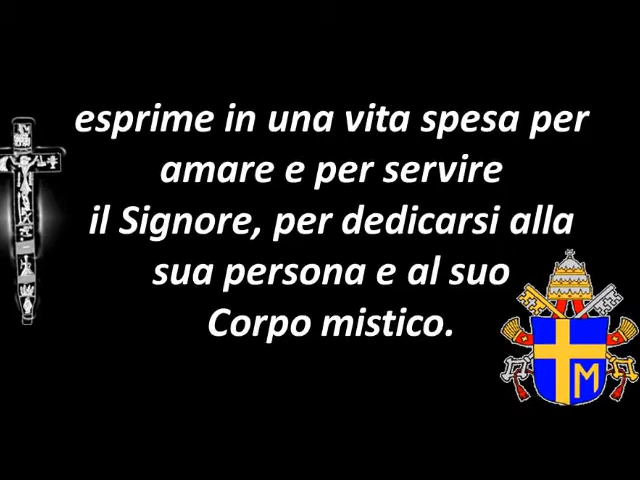 esprime in una vita spesa per
amare e per servire
il Signore, per dedicarsi alla
sua persona e al suo
Corpo mistico.
M